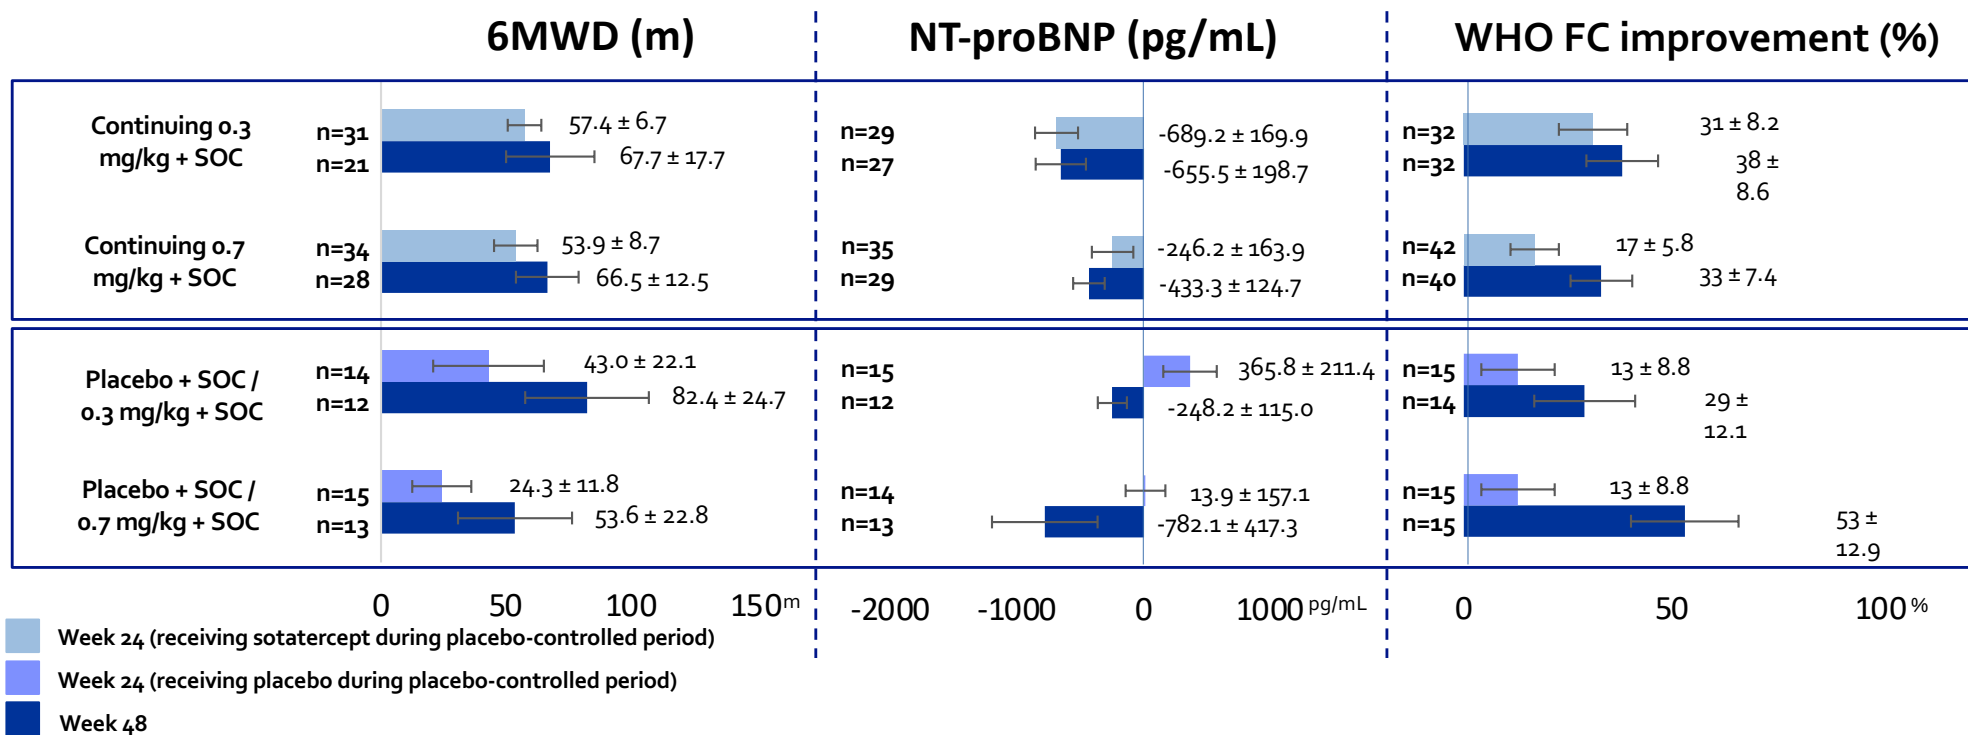 6MWD (m)
NT-proBNP (pg/mL)
WHO FC improvement (%)
Continuing 0.3
mg/kg + SOC
n=31
n=21
57.4 ± 6.7
67.7 ± 17.7
n=29
n=27
-689.2 ± 169.9
-655.5 ± 198.7
n=32
n=32
31 ± 8.2
38 ±
8.6
Continuing 0.7
mg/kg + SOC
n=34
n=28
53.9 ± 8.7
66.5 ± 12.5
n=35
n=29
-246.2 ± 163.9
-433.3 ± 124.7
n=42
n=40
17 ± 5.8
33 ± 7.4
Placebo + SOC /
0.3 mg/kg + SOC
n=14
n=12
43.0 ± 22.1
82.4 ± 24.7
n=15
n=12
365.8 ± 211.4
-248.2 ± 115.0
n=15
n=14
13 ± 8.8
29 ±
12.1
Placebo + SOC /
0.7 mg/kg + SOC
n=15
n=13
24.3 ± 11.8
53.6 ± 22.8
n=14
n=13
13.9 ± 157.1
-782.1 ± 417.3
n=15
n=15
13 ± 8.8
53 ±
12.9
0 50 100 150 m
-2000 -1000 0 1000 pg/mL
0 50 100 %
Week 24 (receiving sotatercept during placebo-controlled period)
Week 24 (receiving placebo during placebo-controlled period)
Week 48